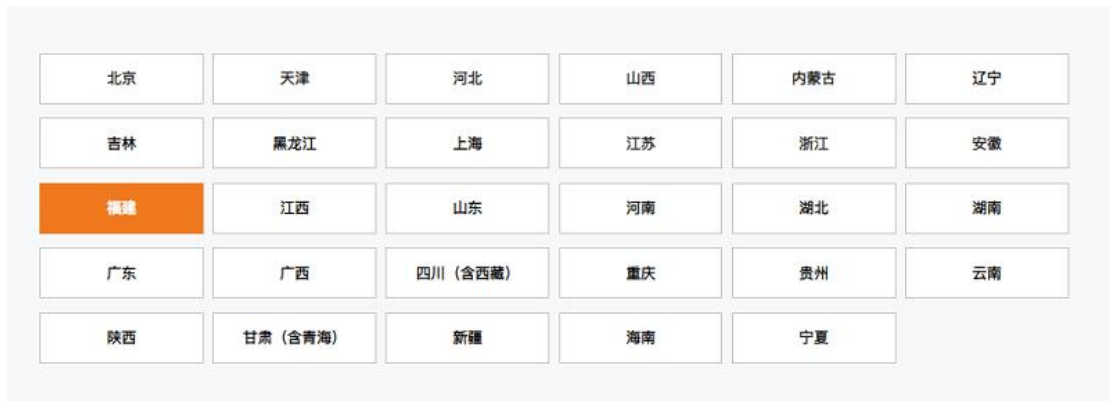 北京 天津 河北 山西 内蒙古 辽宁
吉林 黑龙江 上海 江苏 浙江 安徽
福建 江西 山东 河南 湖北 湖南
广东 广西 四川（含西藏） 重庆 贵州 云南
陕西 甘肃（含青海） 新疆 海南 宁夏